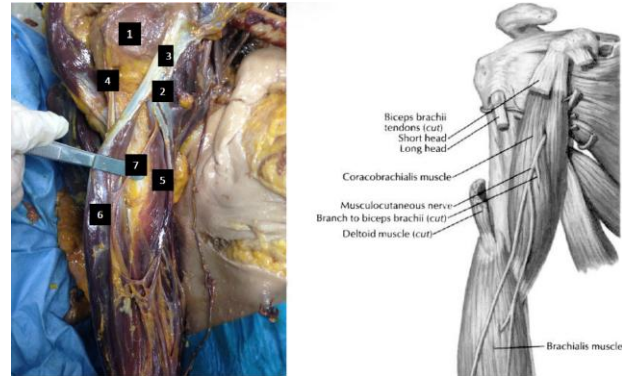 1
3
4
2
7
5
6
Biceps brachii
tendons (cut)
Short head
Long head
Coracobrachialis muscle
Musculocutaneous nerve
Branch to biceps brachii (cut)
Deltoid muscle (cut)
Brachialis muscle